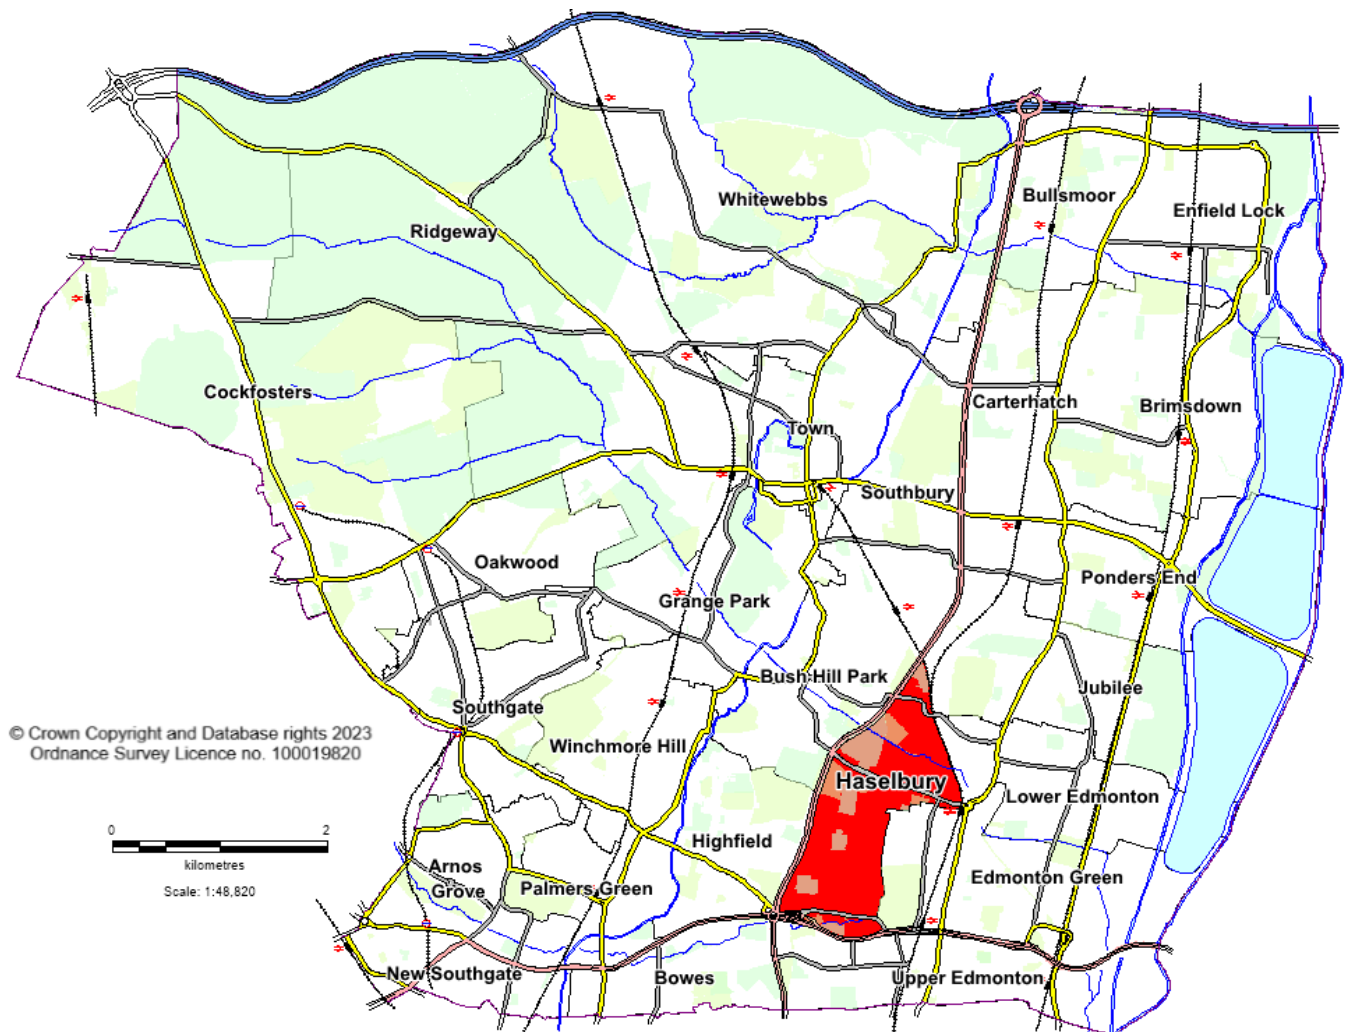 Whitewebbs
Bullsmoor
Enfield Lock
Ridgeway
Cockfosters
Carterhatch
Brimsdown
Town
Southbury
Oakwood
Ponders End
Grange Park
Bush Hill Park
Jubilee
Southgate
© Crown Copyright and Database rights 2023
Ordnance Survey Licence no. 100019820
Winchmore Hill
Haselbury
Lower Edmonton
0 2
kilometres
Scale: 1:48,820
Highfield
Arnos
Grove
Palmers Green
Edmonton Green
New Southgate
Bowes
Upper Edmonton